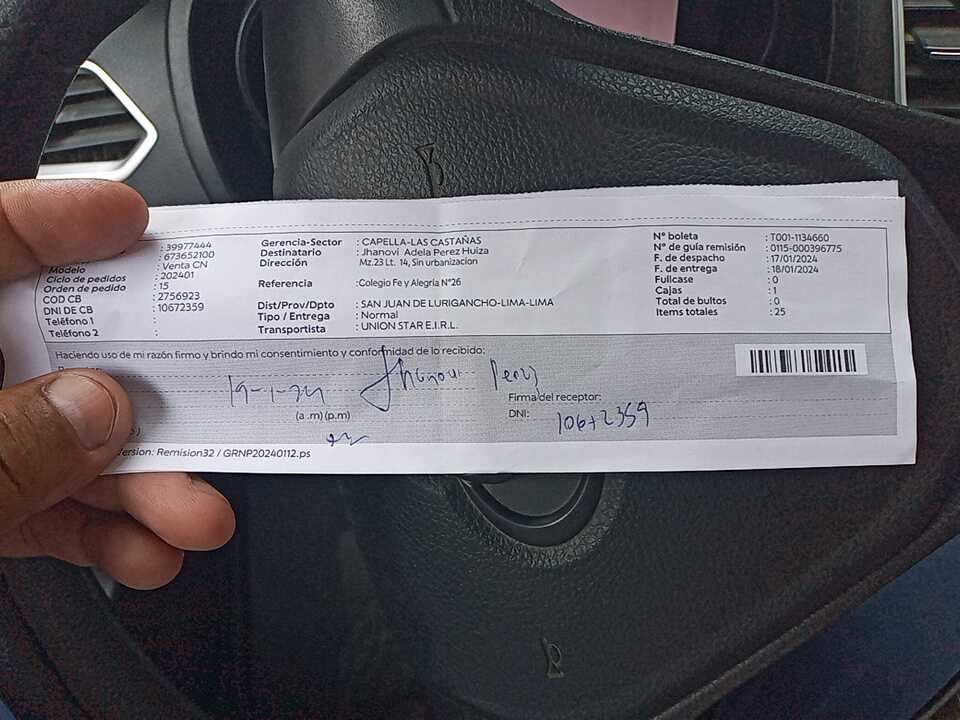 : 39977444
: 673652100
Modelo : Venta CN
Ciclo de pedidos : 202401
Orden de pedido : 15
COD CB : 2756923
DNI DE CB : 10672359
Teléfono 1 :
Teléfono 2 :
Gerencia-Sector : CAPELLA-LAS CASTAÑAS
Destinatario : Jhanovi Adela Perez Huiza
Dirección : Mz.23 Lt. 14, Sin urbanizacion
Referencia :Colegio Fe y Alegria N°26
Dist/Prov/Dpto : SAN JUAN DE LURIGANCHO-LIMA-LIMA
Tipo / Entrega : Normal
Transportista : UNION STAR E.I.R.L.
N° boleta : T001-1134660
N° de guía remisión : 0115-000396775
F. de despacho : 17/01/2024
F. de entrega : 18/01/2024
Fullcase : 0
Cajas : 1
Total de bultos : 0
Items totales : 25
Haciendo uso de mi razón firmo y brindo mi consentimiento y conformidad de lo recibido:
Perez
Firma del receptor:
(a .m) (p.m)
DNI: 10672359
ersion: Remision32 / GRNP20240112.ps